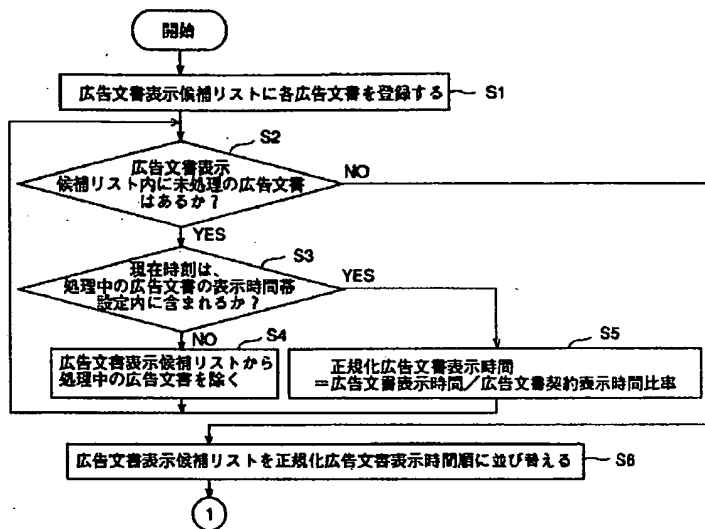 開始
広告文書表示候補リストに各広告文書を登録する
S1
S2
広告文書表示
候補リスト内に未処理の広告文書
はあるか?
NO
YES
S3
現在時刻は、
処理中の広告文書の表示時間帯
設定内に含まれるか?
YES
NO
S4
広告文書表示候補リストから
処理中の広告文書を除く
S5
正規化広告文書表示時間
=広告文書表示時間/広告文書契約表示時間比率
広告文書表示候補リストを正規化広告文書表示時間順に並び替える
S6
1